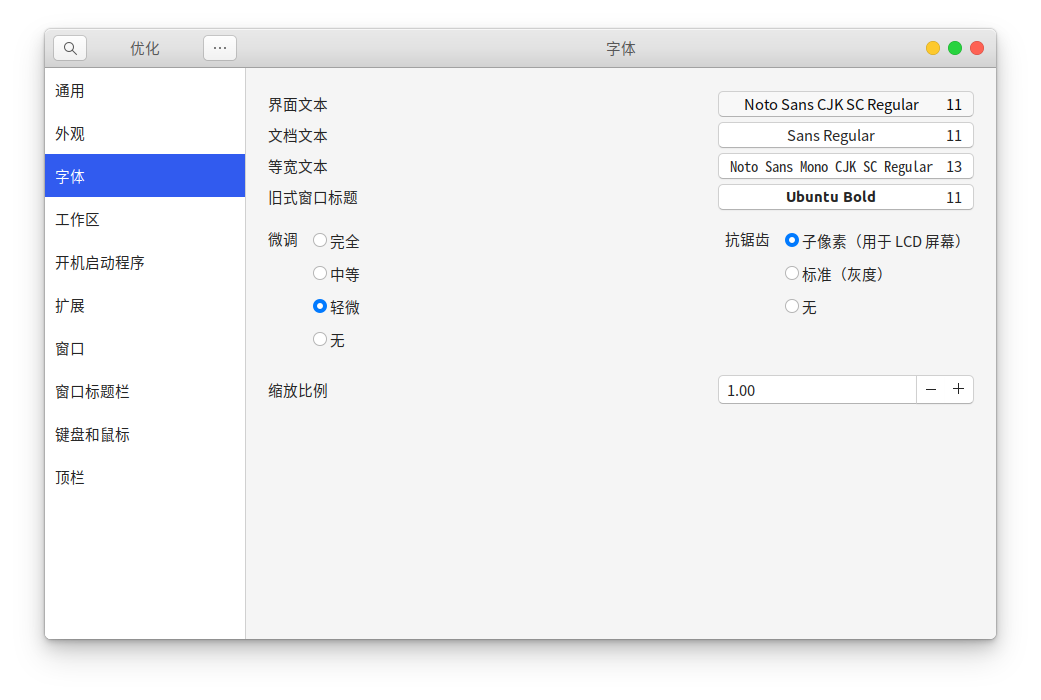 优化
字体
通用
外观
字体
工作区
开机启动程序
扩展
窗口
窗口标题栏
键盘和鼠标
顶栏
界面文本 Noto Sans CJK SC Regular 11
文档文本 Sans Regular 11
等宽文本 Noto Sans Mono CJK SC Regular 13
旧式窗口标题 Ubuntu Bold 11
微调 完全 抗锯齿 子像素（用于 LCD 屏幕）
中等 标准（灰度）
轻微 无
无
缩放比例 1.00